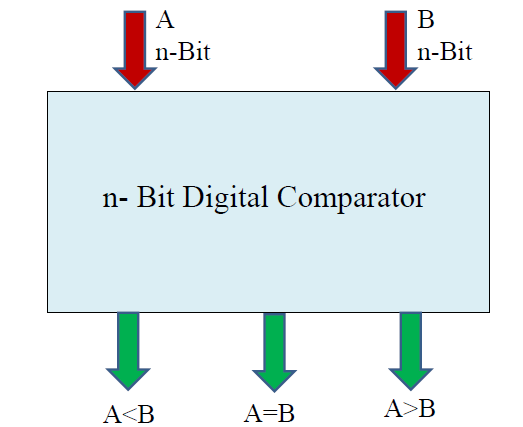 A
n-Bit
B
n-Bit
n- Bit Digital Comparator
A<B
A=B
A>B